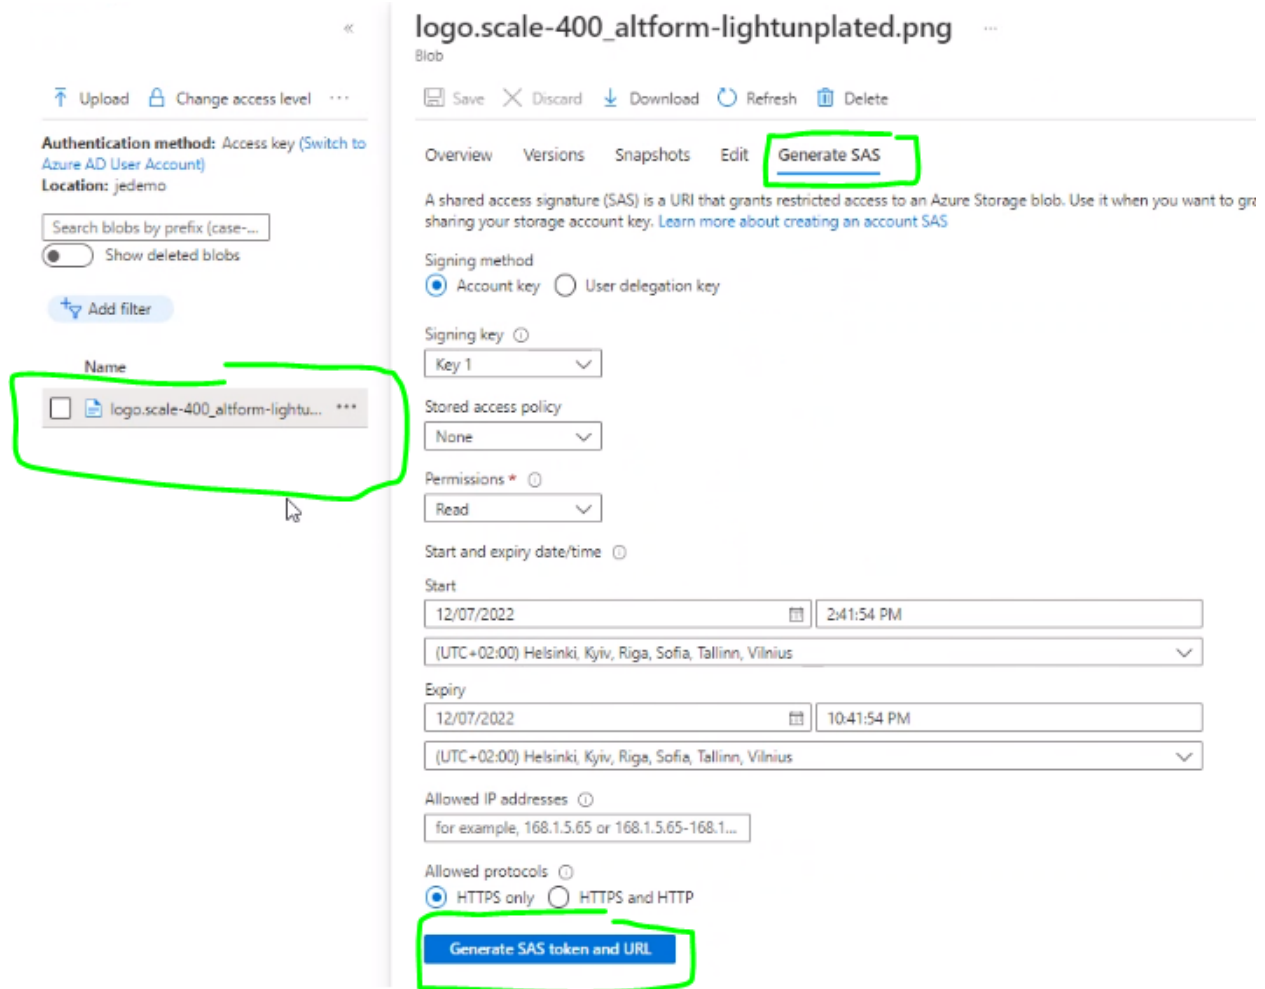 «
Upload Change access level ...
Authentication method: Access key (Switch to
Azure AD User Account)
Location: jedemo
Search blobs by prefix (case-...
Show deleted blobs
Add filter
Name
logo.scale-400_altform-lightu... ...
logo.scale-400_altform-lightunplated.png ...
Blob
Save Discard Download Refresh Delete
Overview Versions Snapshots Edit Generate SAS
A shared access signature (SAS) is a URI that grants restricted access to an Azure Storage blob. Use it when you want to gra
sharing your storage account key. Learn more about creating an account SAS
Signing method
Account key User delegation key
Signing key
Key 1
Stored access policy
None
Permissions *
Read
Start and expiry date/time
Start
12/07/2022 2:41:54 PM
(UTC+02:00) Helsinki, Kyiv, Riga, Sofia, Tallinn, Vilnius
Expiry
12/07/2022 10:41:54 PM
(UTC+02:00) Helsinki, Kyiv, Riga, Sofia, Tallinn, Vilnius
Allowed IP addresses
for example, 168.1.5.65 or 168.1.5.65-168.1...
Allowed protocols
HTTPS only HTTPS and HTTP
Generate SAS token and URL